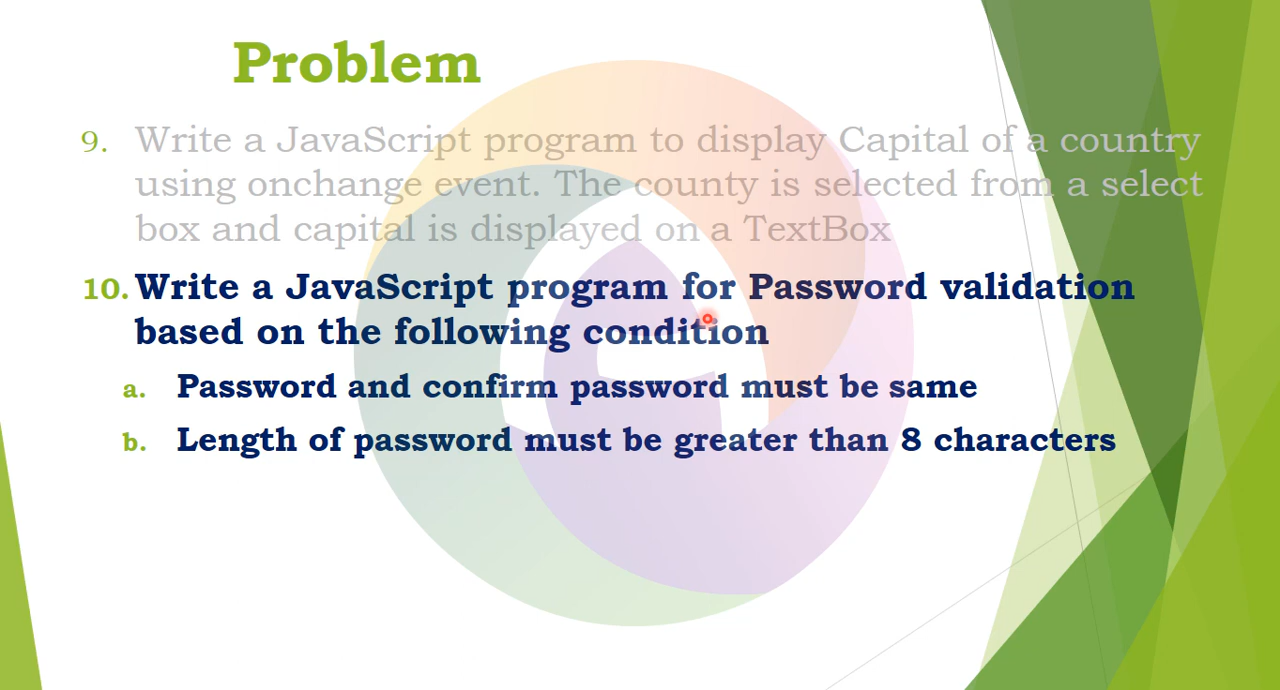 Problem
9. Write a JavaScript program to display Capital of a country
using onchange event. The county is selected from a select
box and capital is displayed on a TextBox
10. Write a JavaScript program for Password validation
based on the following condition
a. Password and confirm password must be same
b. Length of password must be greater than 8 characters